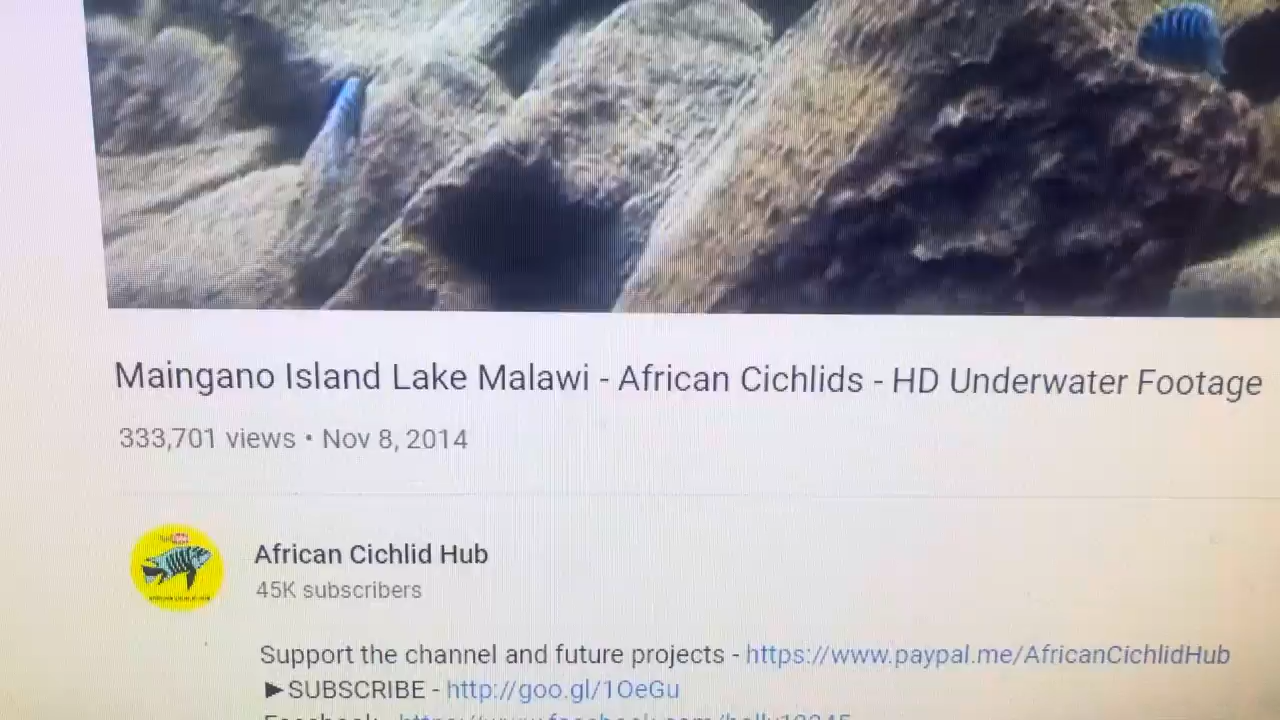 Maingano Island Lake Malawi - African Cichlids - HD Underwater Footage
333,701 views • Nov 8, 2014
African Cichlid Hub
45K subscribers
Support the channel and future projects - https://www.paypal.me/AfricanCichlidHub
►SUBSCRIBE - http://goo.gl/1OeGu